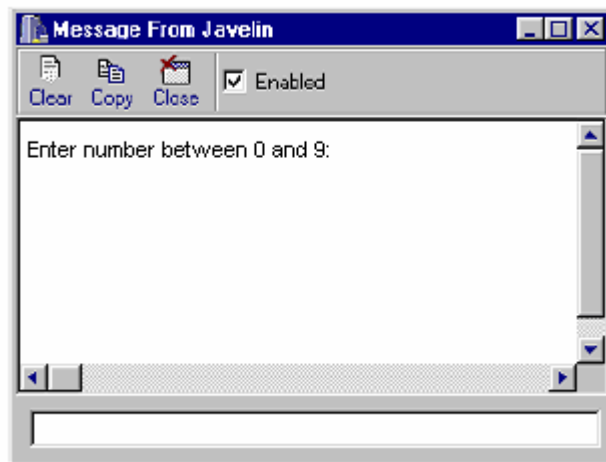 Message From Javelin
Clear Copy Close Enabled
Enter number between 0 and 9: